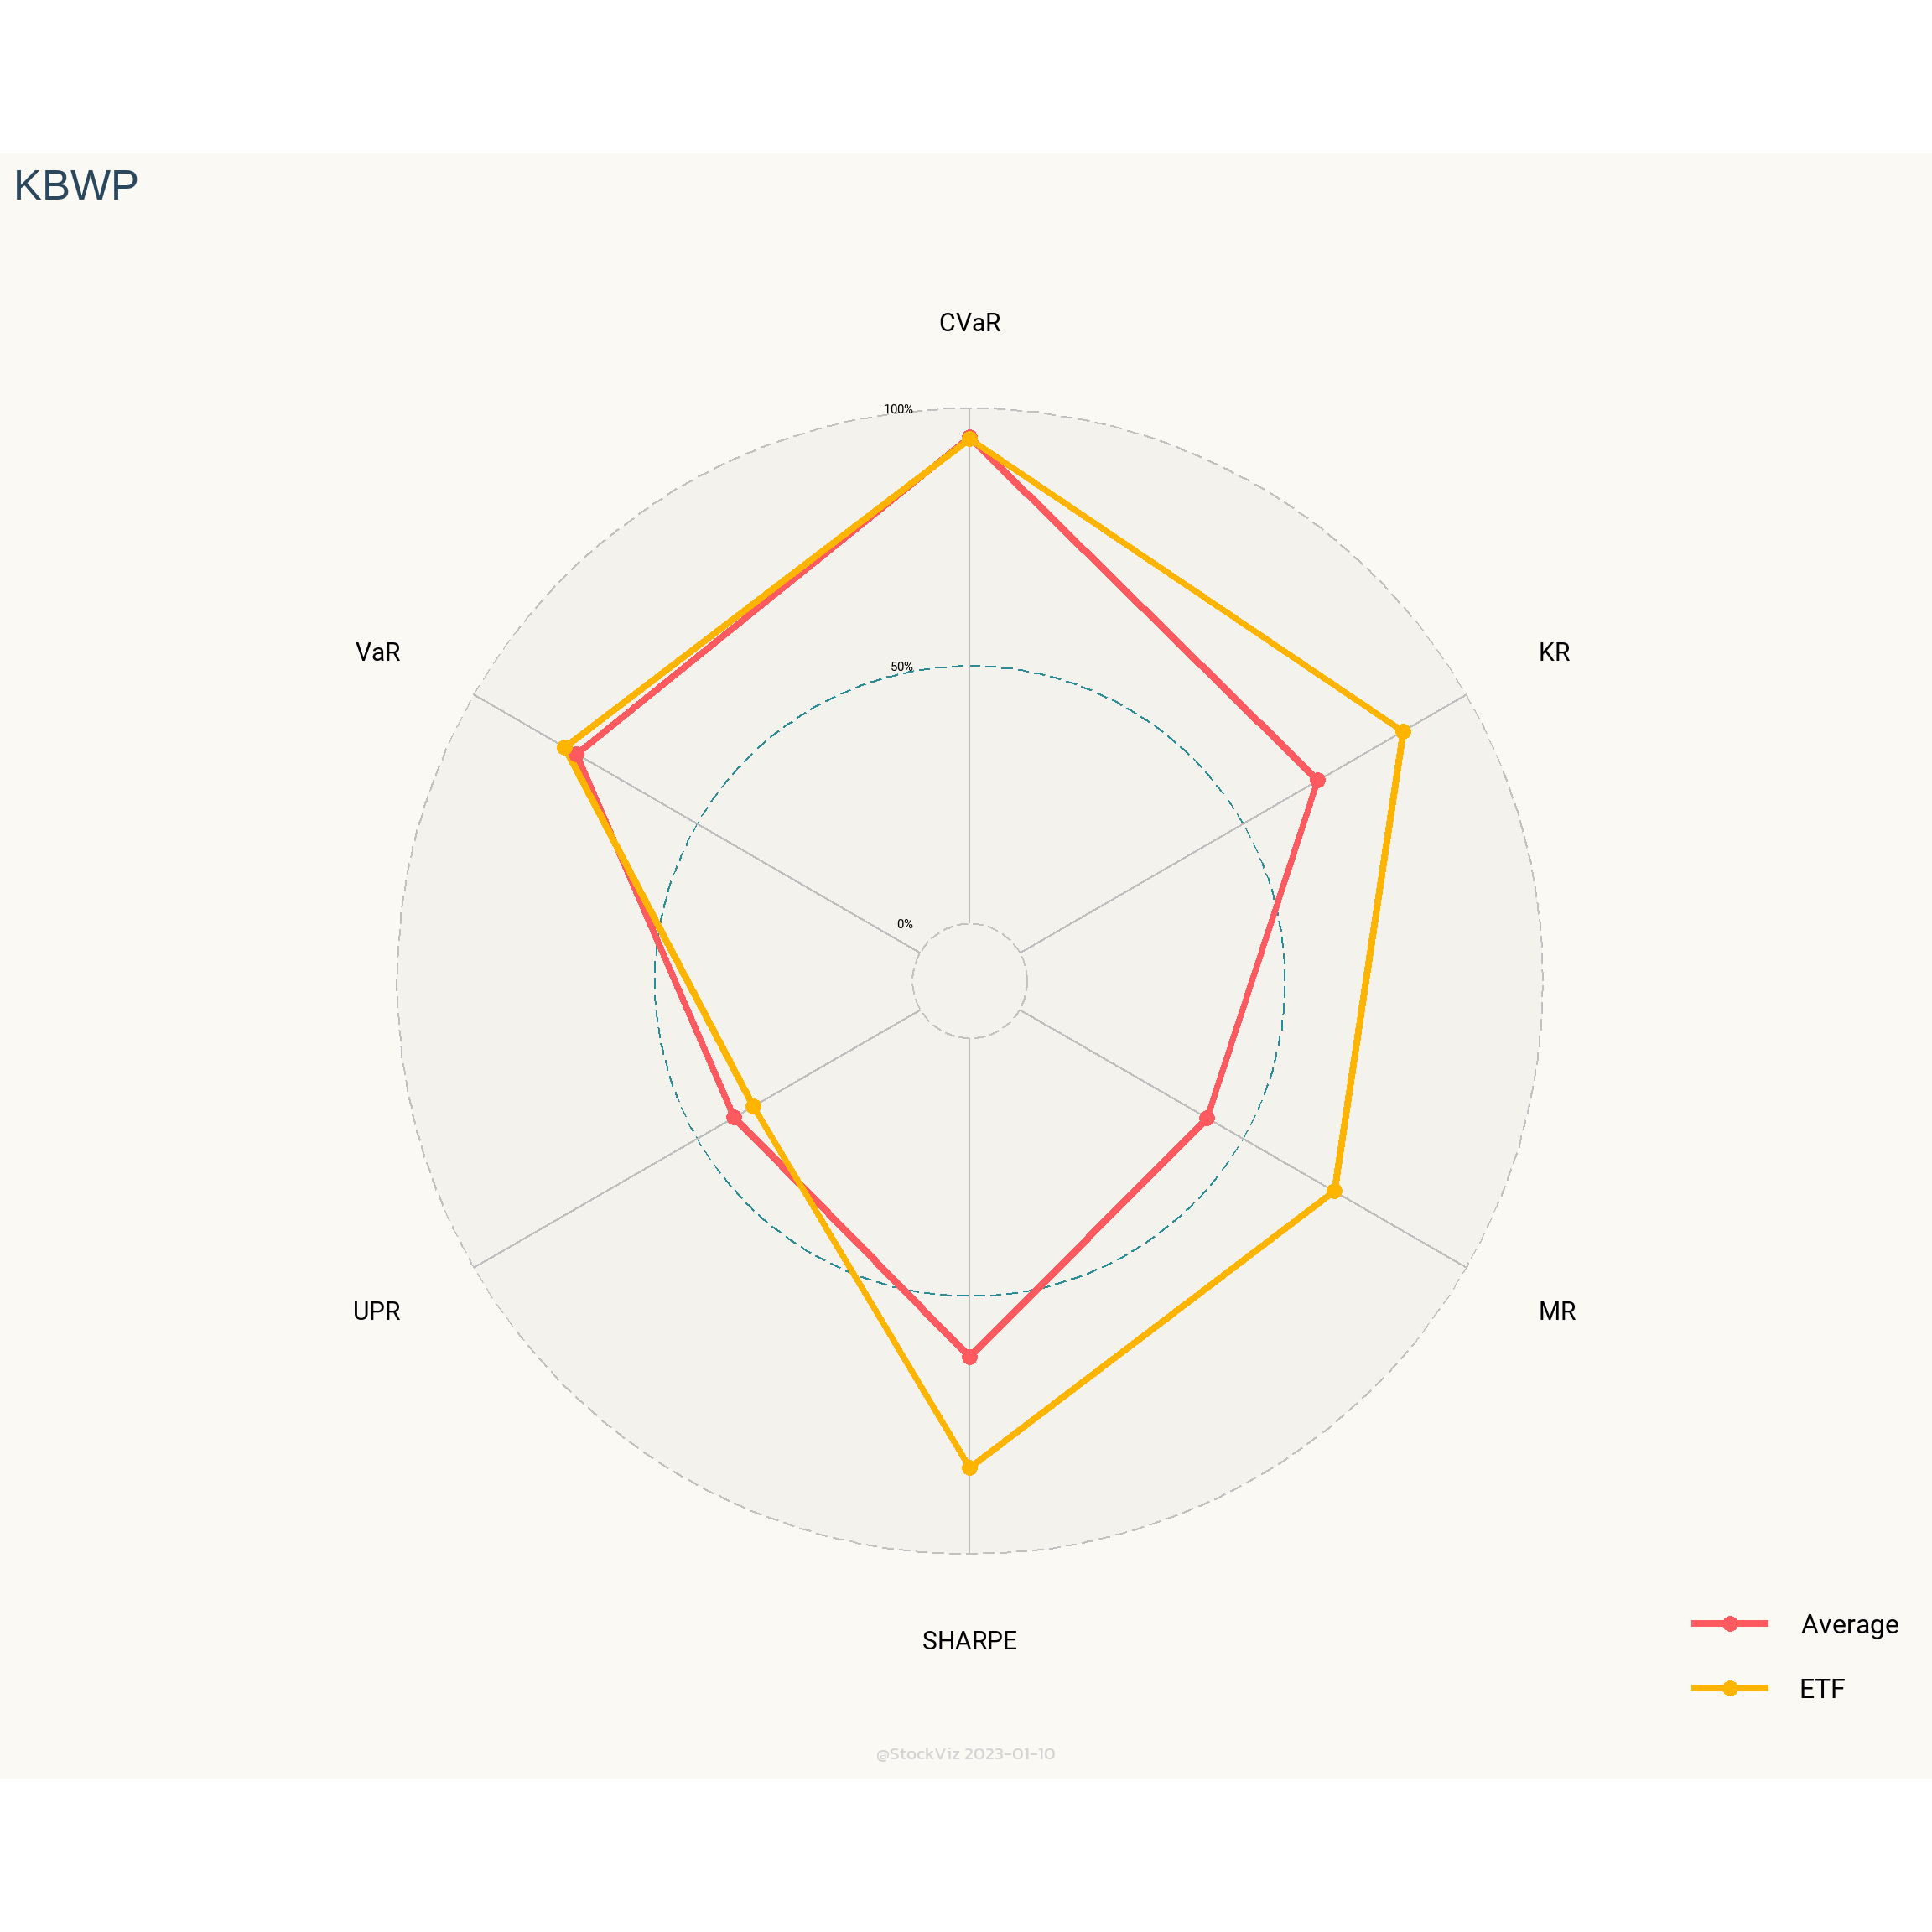 KBWP
CVaR
100%
KR
VaR
50%
0%
UPR
MR
SHARPE
Average
ETF
@StockViz 2023-01-10